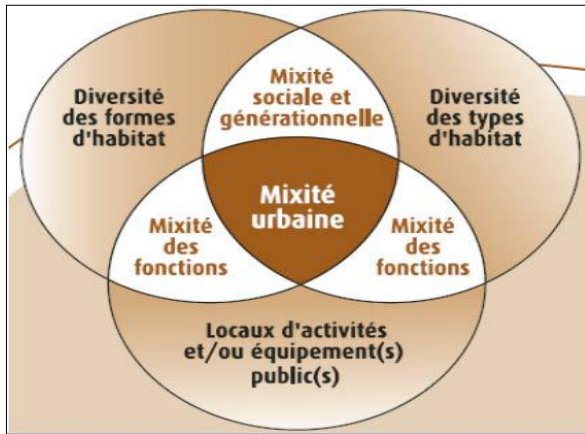 Mixité
sociale et
générationnelle
Diversité
des formes
d'habitat
Diversité
des types
d'habitat
Mixité
urbaine
Mixité
des
fonctions
Mixité
des
fonctions
Locaux d'activités
et/ou équipement(s)
public(s)